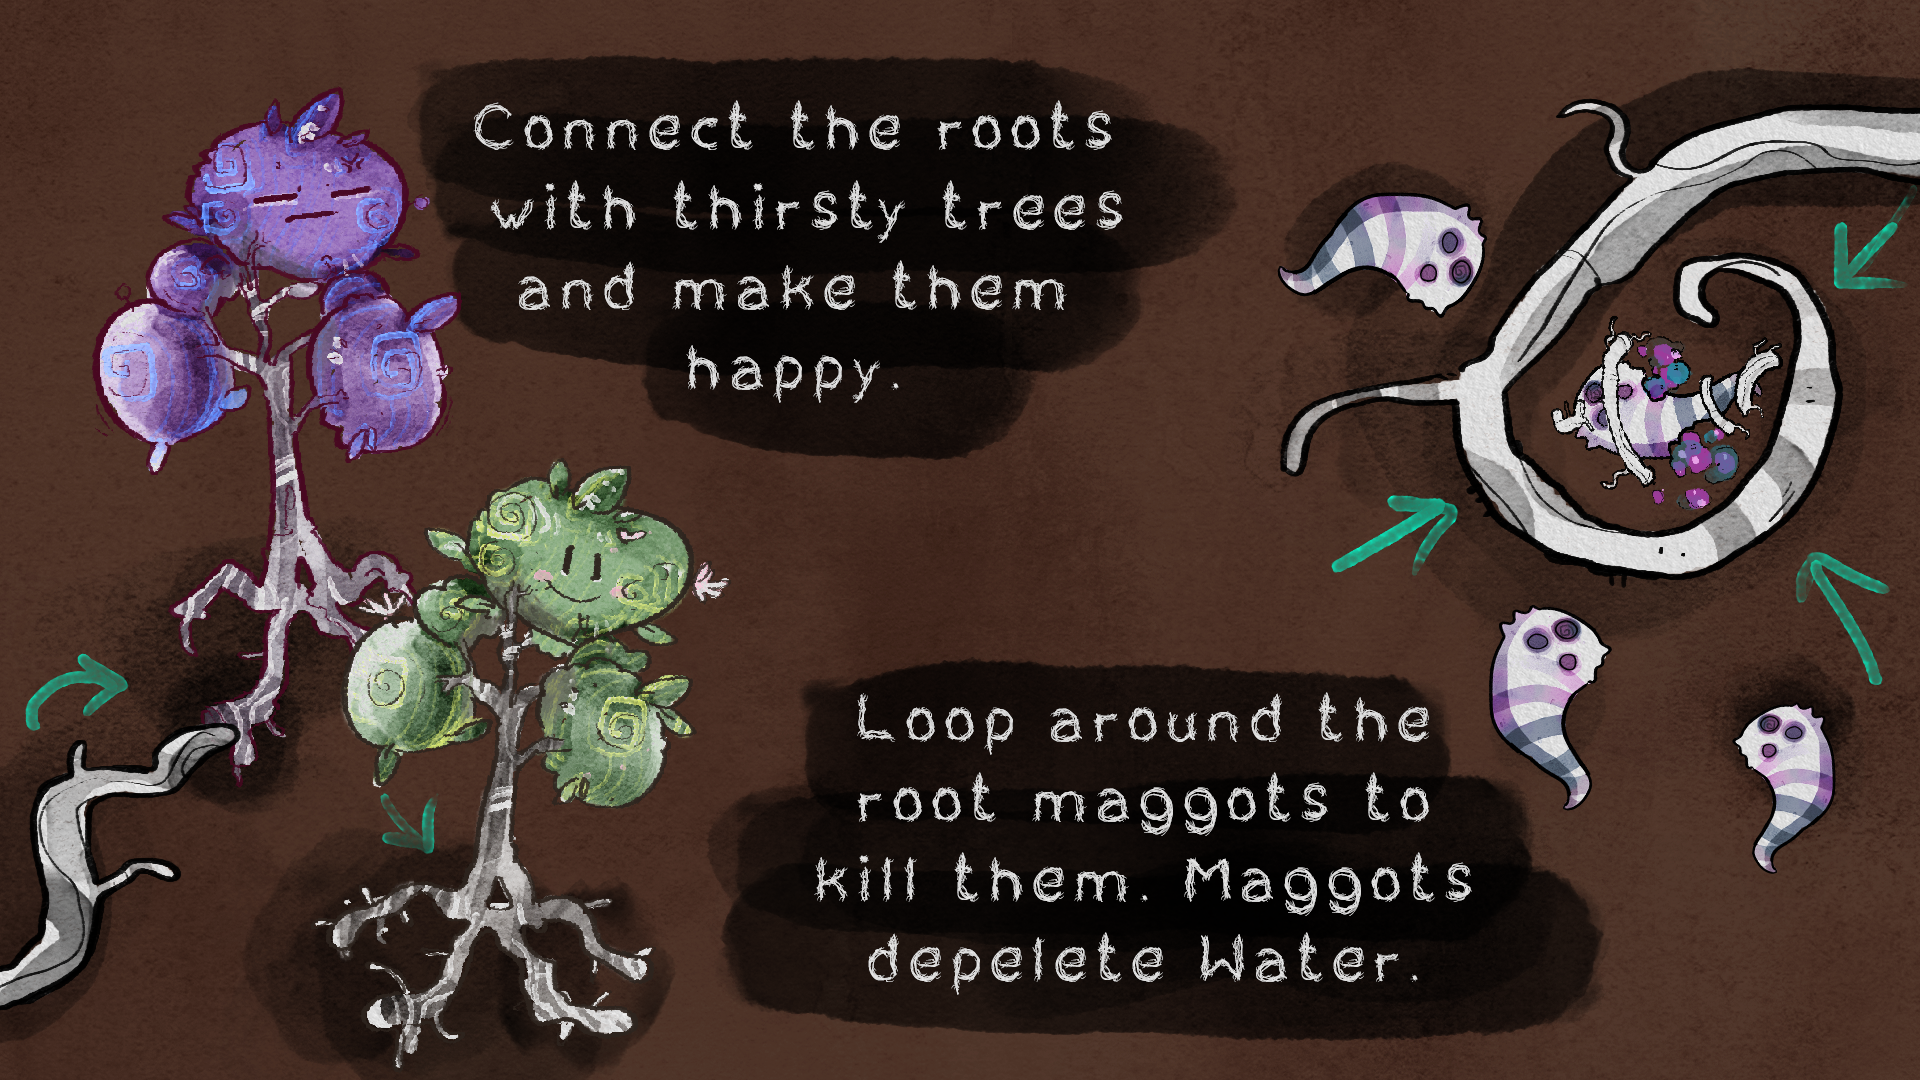 Connect the roots
with thirsty trees
and make them
happy.
Loop around the
root maggots to
kill them. Maggots
depelete Water.